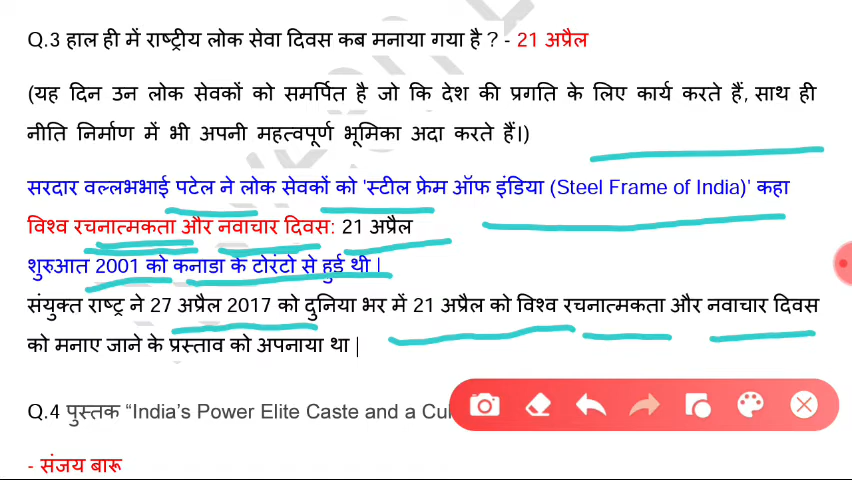 Q.3 हाल ही में राष्ट्रीय लोक सेवा दिवस कब मनाया गया है ? - 21 अप्रैल
(यह दिन उन लोक सेवकों को समर्पित है जो कि देश की प्रगति के लिए कार्य करते हैं, साथ ही
नीति निर्माण में भी अपनी महत्वपूर्ण भूमिका अदा करते हैं।)
सरदार वल्लभभाई पटेल ने लोक सेवकों को 'स्टील फ्रेम ऑफ इंडिया (Steel Frame of India)' कहा
विश्व रचनात्मकता और नवाचार दिवस: 21 अप्रैल
शुरुआत 2001 को कनाडा के टोरंटो से हुई थी |
संयुक्त राष्ट्र ने 27 अप्रैल 2017 को दुनिया भर में 21 अप्रैल को विश्व रचनात्मकता और नवाचार दिवस
को मनाए जाने के प्रस्ताव को अपनाया था |
Q.4 पुस्तक “India’s Power Elite Caste and a Cul
- संजय बारू